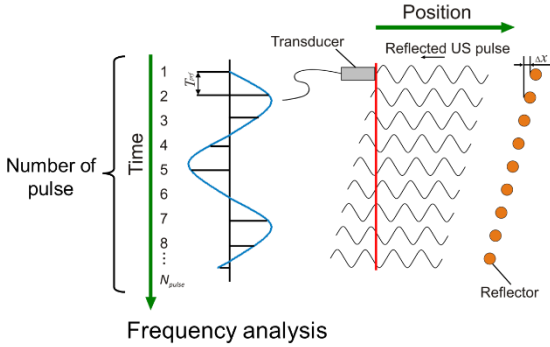 Position
Transducer
Reflected US pulse
Δx
1
T_prf
2
3
4
5
6
7
8
⋮
N_pulse
Time
Number of
pulse
Reflector
Frequency analysis